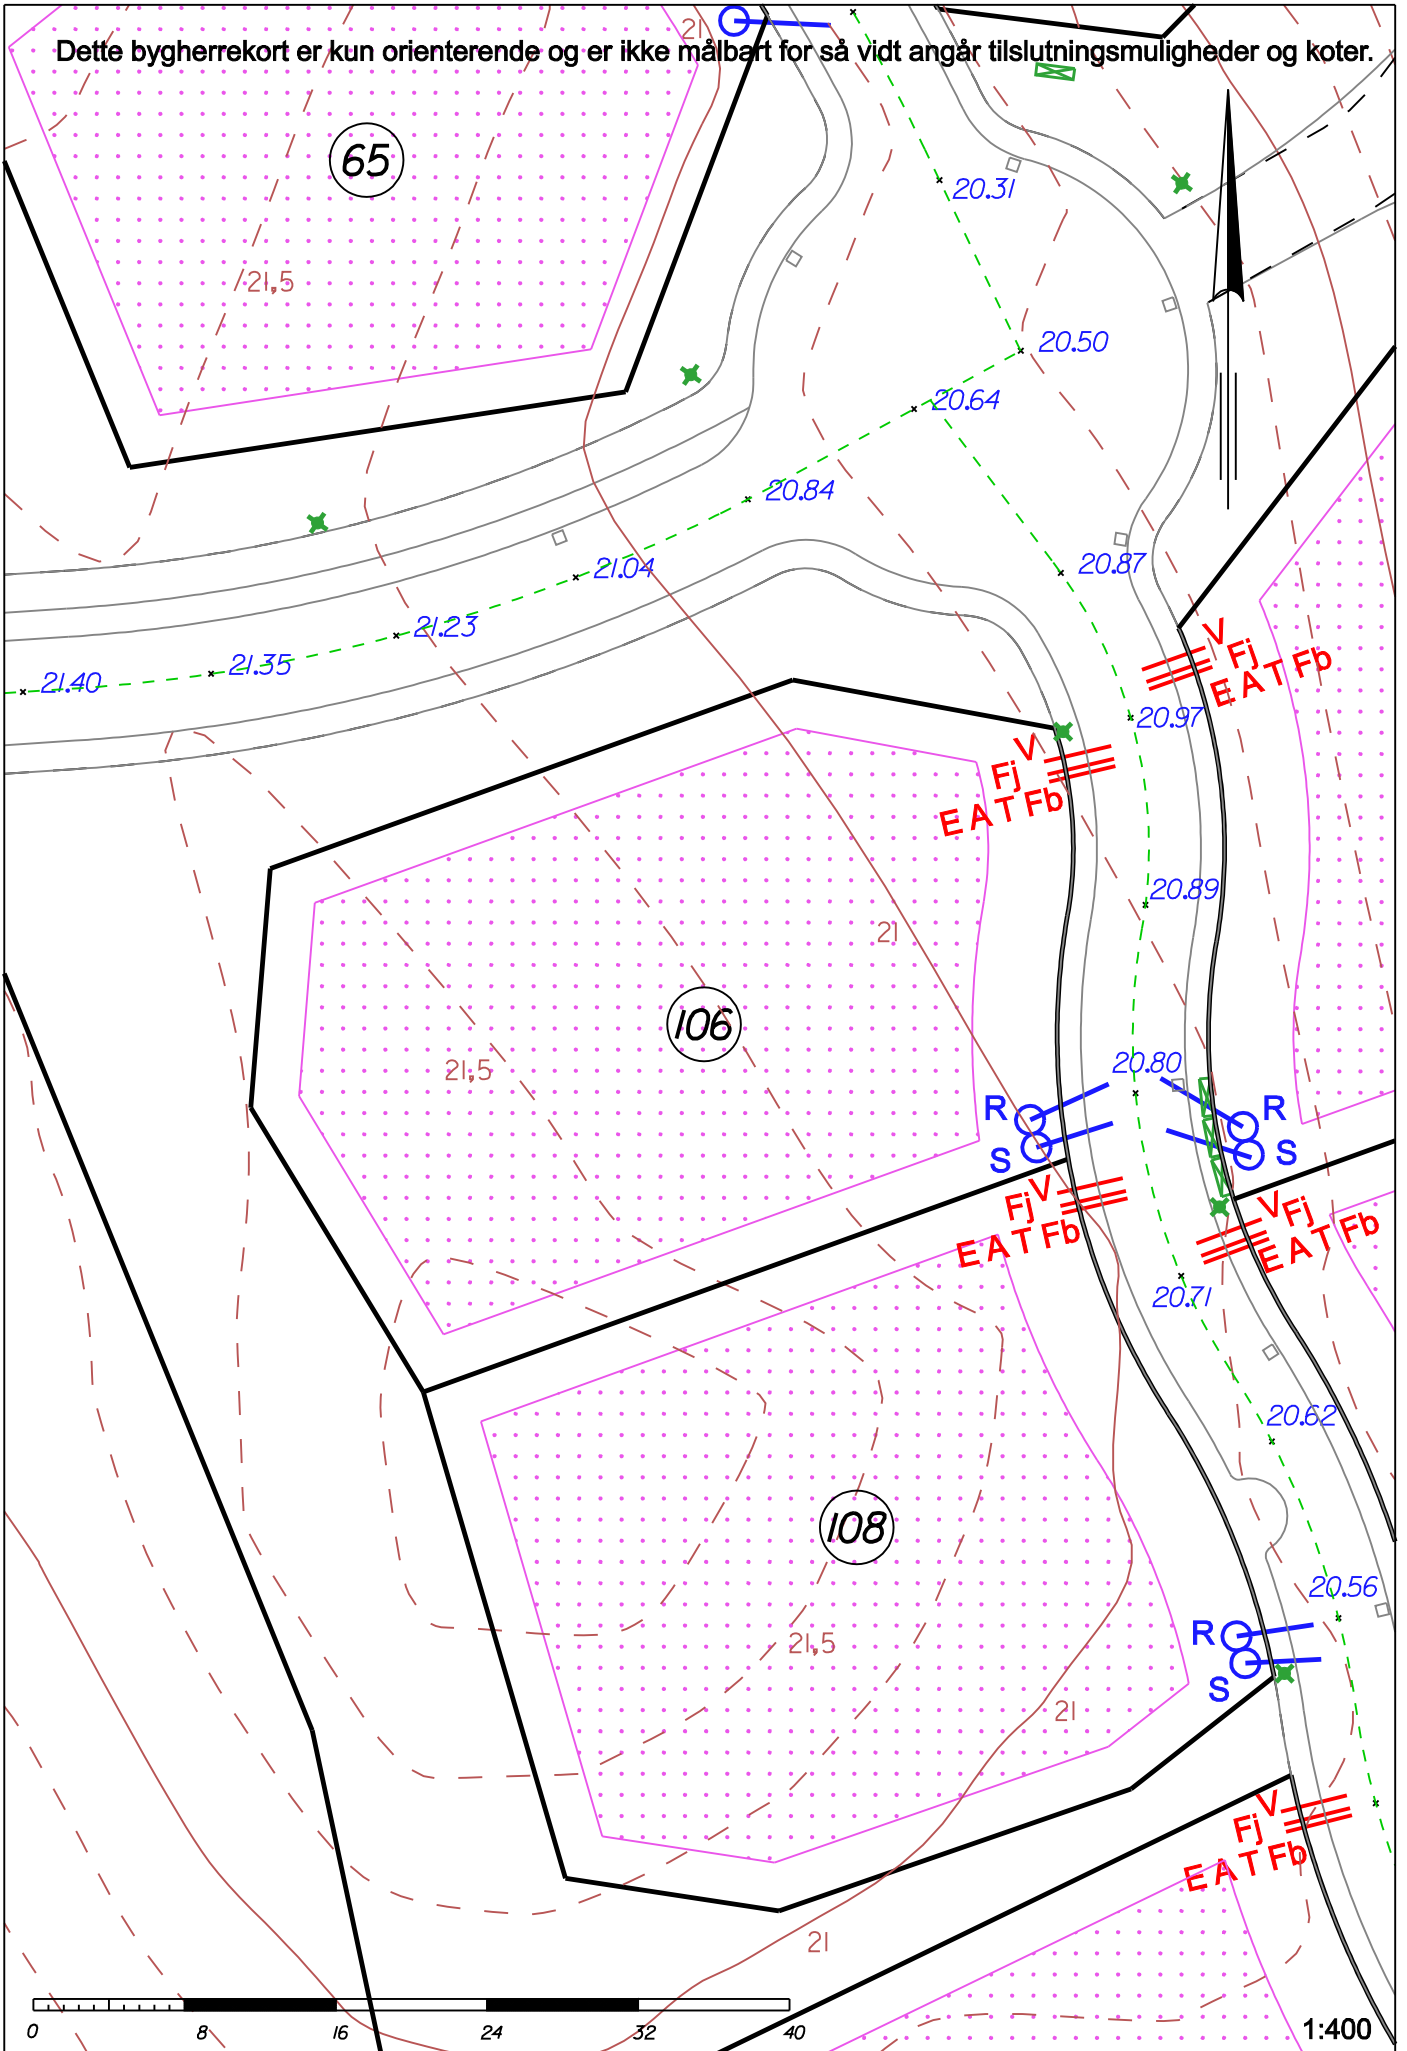 21
Dette bygherrekort er kun orienterende og er ikke målbart for så vidt angår tilslutningsmuligheder og koter.
65
20.31
21,5
20.50
20.64
20.84
21.04
20.87
21.23
V
Fj
E A T Fb
21.35
21.40
20.97
V
Fj
E A T Fb
20.89
21
106
21,5
20.80
R
R
S
S
V
Fj
E A T Fb
V
Fj
E A T Fb
20.71
20.62
108
20.56
21,5
R
S
21
V
Fj
E A T Fb
21
0 8 16 24 32 40
1:400